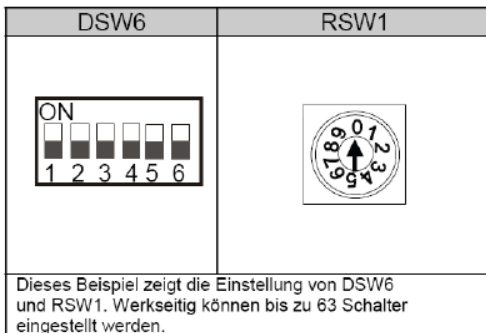 DSW6 RSW1
ON
1 2 3 4 5 6
0 1 2 3 4 5 6 7 8 9
Dieses Beispiel zeigt die Einstellung von DSW6
und RSW1. Werkseitig können bis zu 63 Schalter
eingestellt werden.